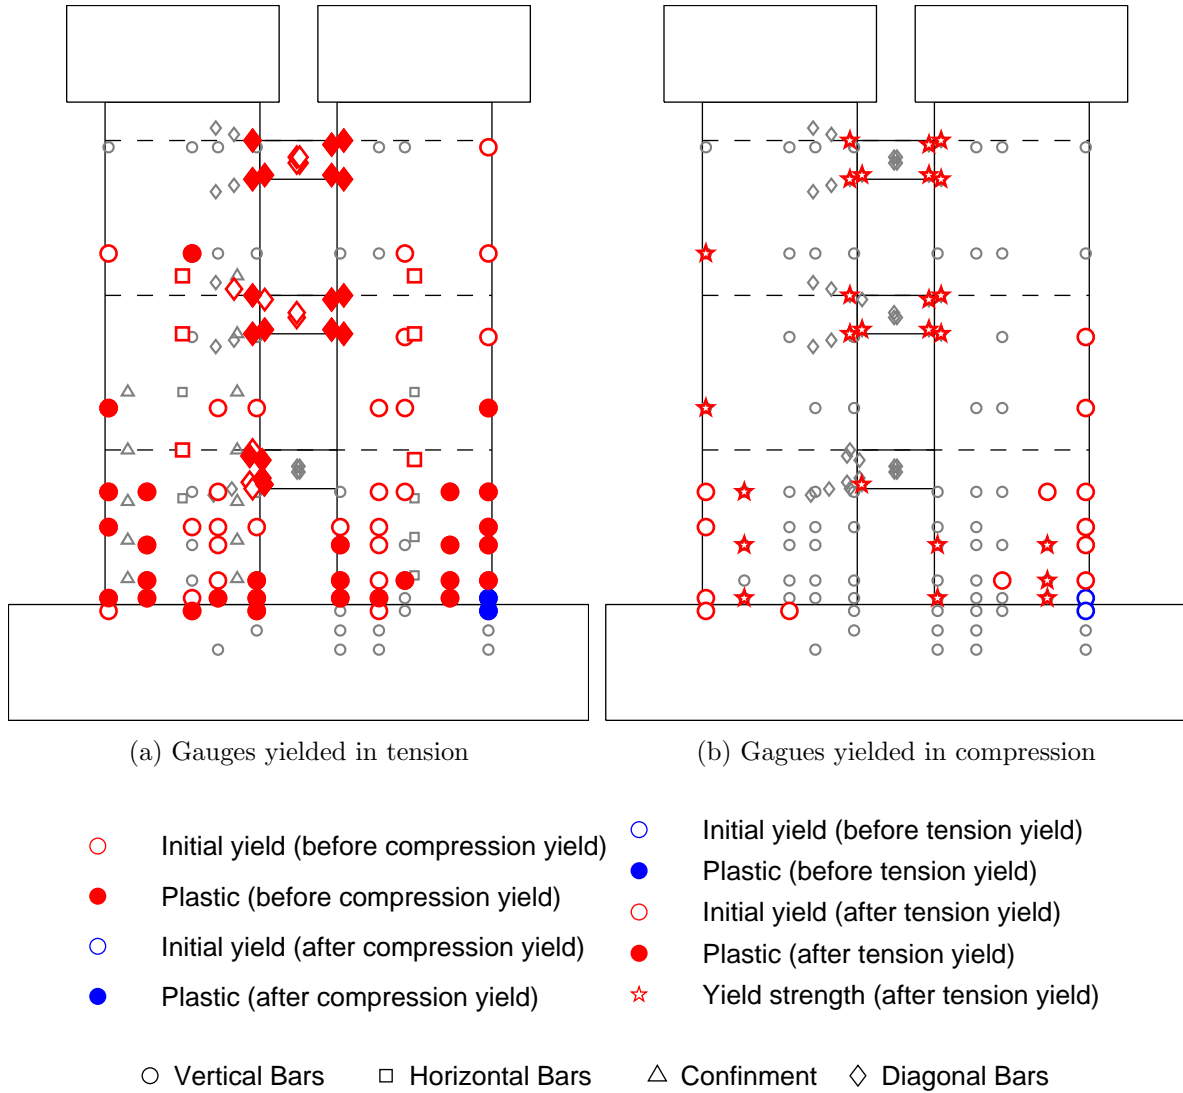 (a) Gauges yielded in tension
(b) Gagues yielded in compression
Initial yield (before compression yield)
Plastic (before compression yield)
Initial yield (after compression yield)
Plastic (after compression yield)
Initial yield (before tension yield)
Plastic (before tension yield)
Initial yield (after tension yield)
Plastic (after tension yield)
Yield strength (after tension yield)
Vertical Bars
Horizontal Bars
Confinment
Diagonal Bars